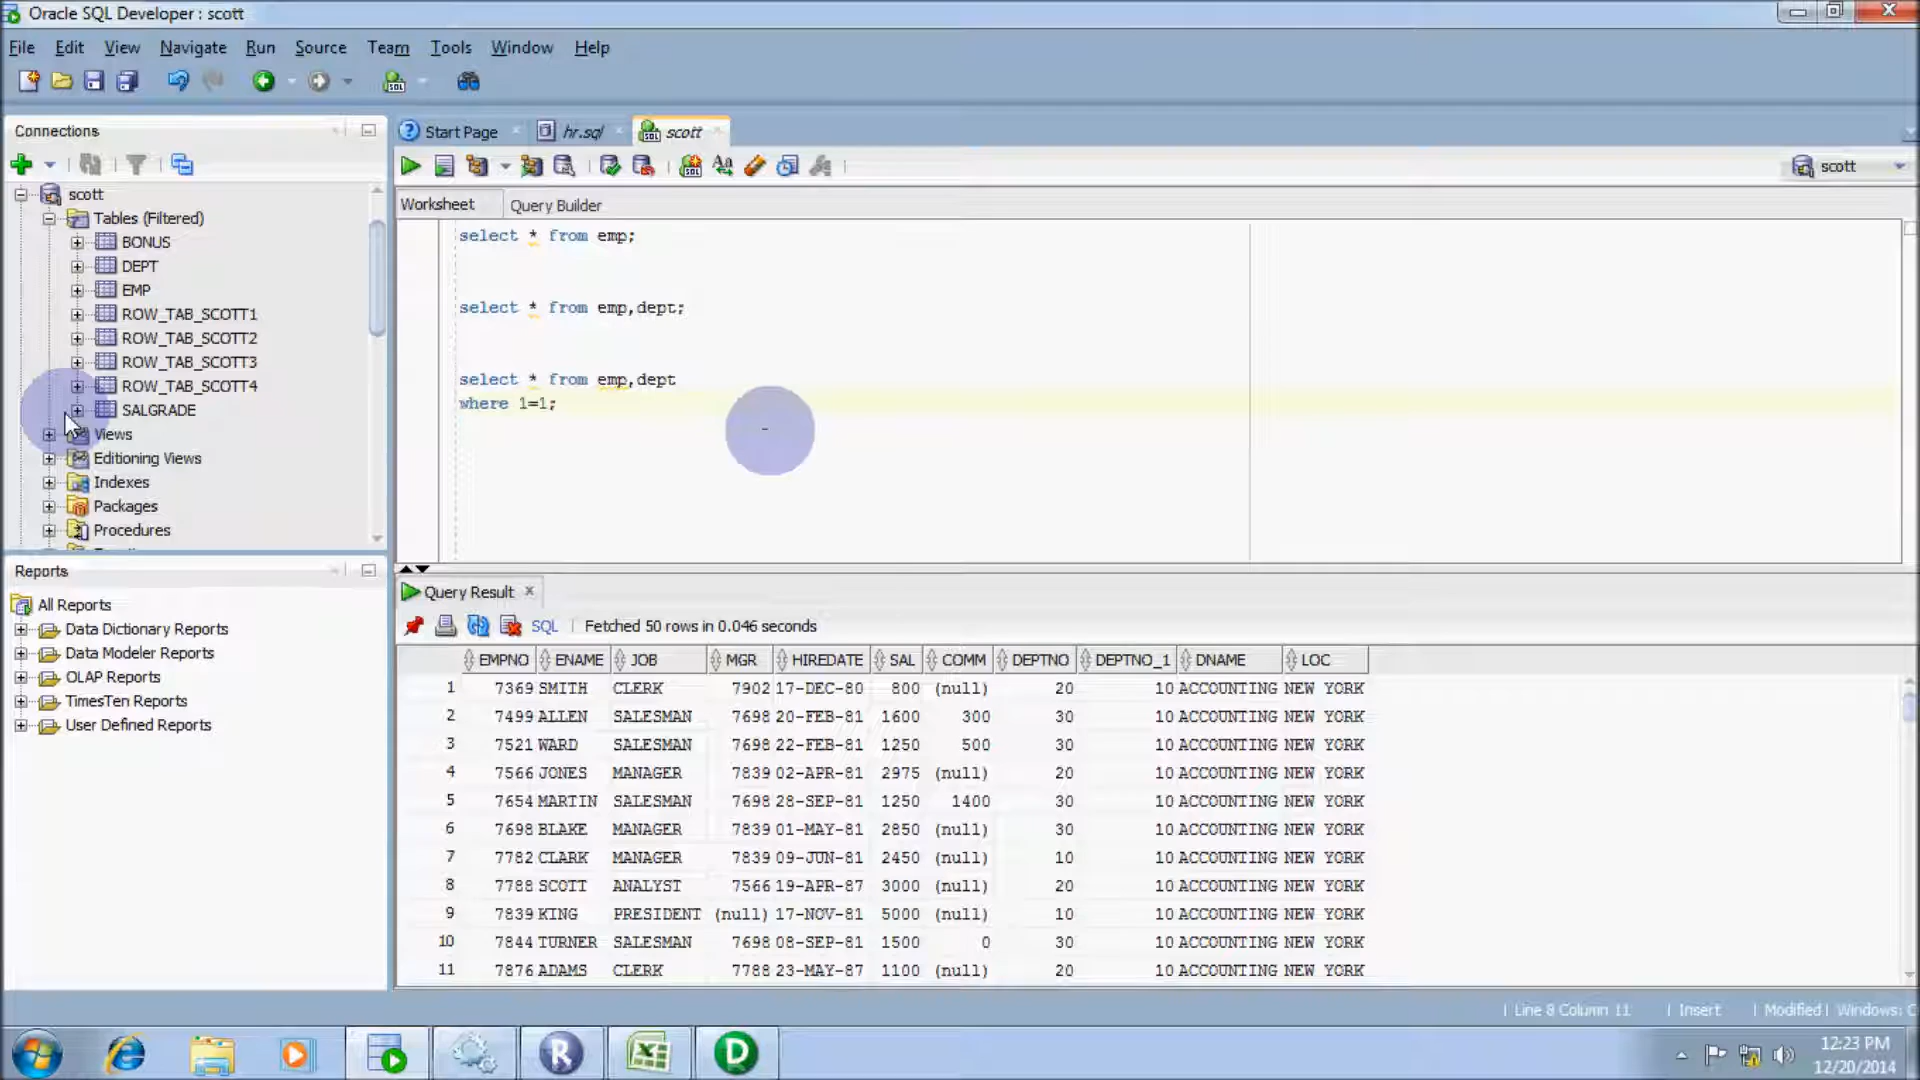 Oracle SQL Developer : scott
File Edit View Navigate Run Source Team Tools Window Help
Connections
Start Page hr.sql scott
scott
Worksheet Query Builder
scott
Tables (Filtered)
BONUS
DEPT
EMP
ROW_TAB_SCOTT1
ROW_TAB_SCOTT2
ROW_TAB_SCOTT3
ROW_TAB_SCOTT4
SALGRADE
Views
Editioning Views
Indexes
Packages
Procedures
select * from emp;
select * from emp,dept;
select * from emp,dept
where 1=1;
Reports
All Reports
Data Dictionary Reports
Data Modeler Reports
OLAP Reports
TimesTen Reports
User Defined Reports
Query Result
SQL Fetched 50 rows in 0.046 seconds
EMPNO ENAME JOB MGR HIREDATE SAL COMM DEPTNO DEPTNO_1 DNAME LOC
1 7369 SMITH CLERK 7902 17-DEC-80 800 (null) 20 10 ACCOUNTING NEW YORK
2 7499 ALLEN SALESMAN 7698 20-FEB-81 1600 300 30 10 ACCOUNTING NEW YORK
3 7521 WARD SALESMAN 7698 22-FEB-81 1250 500 30 10 ACCOUNTING NEW YORK
4 7566 JONES MANAGER 7839 02-APR-81 2975 (null) 20 10 ACCOUNTING NEW YORK
5 7654 MARTIN SALESMAN 7698 28-SEP-81 1250 1400 30 10 ACCOUNTING NEW YORK
6 7698 BLAKE MANAGER 7839 01-MAY-81 2850 (null) 30 10 ACCOUNTING NEW YORK
7 7782 CLARK MANAGER 7839 09-JUN-81 2450 (null) 10 10 ACCOUNTING NEW YORK
8 7788 SCOTT ANALYST 7566 19-APR-87 3000 (null) 20 10 ACCOUNTING NEW YORK
9 7839 KING PRESIDENT (null) 17-NOV-81 5000 (null) 10 10 ACCOUNTING NEW YORK
10 7844 TURNER SALESMAN 7698 08-SEP-81 1500 0 30 10 ACCOUNTING NEW YORK
11 7876 ADAMS CLERK 7788 23-MAY-87 1100 (null) 20 10 ACCOUNTING NEW YORK
Line 8 Column 11 Insert Modified Windows: C
12:23 PM
12/20/2014